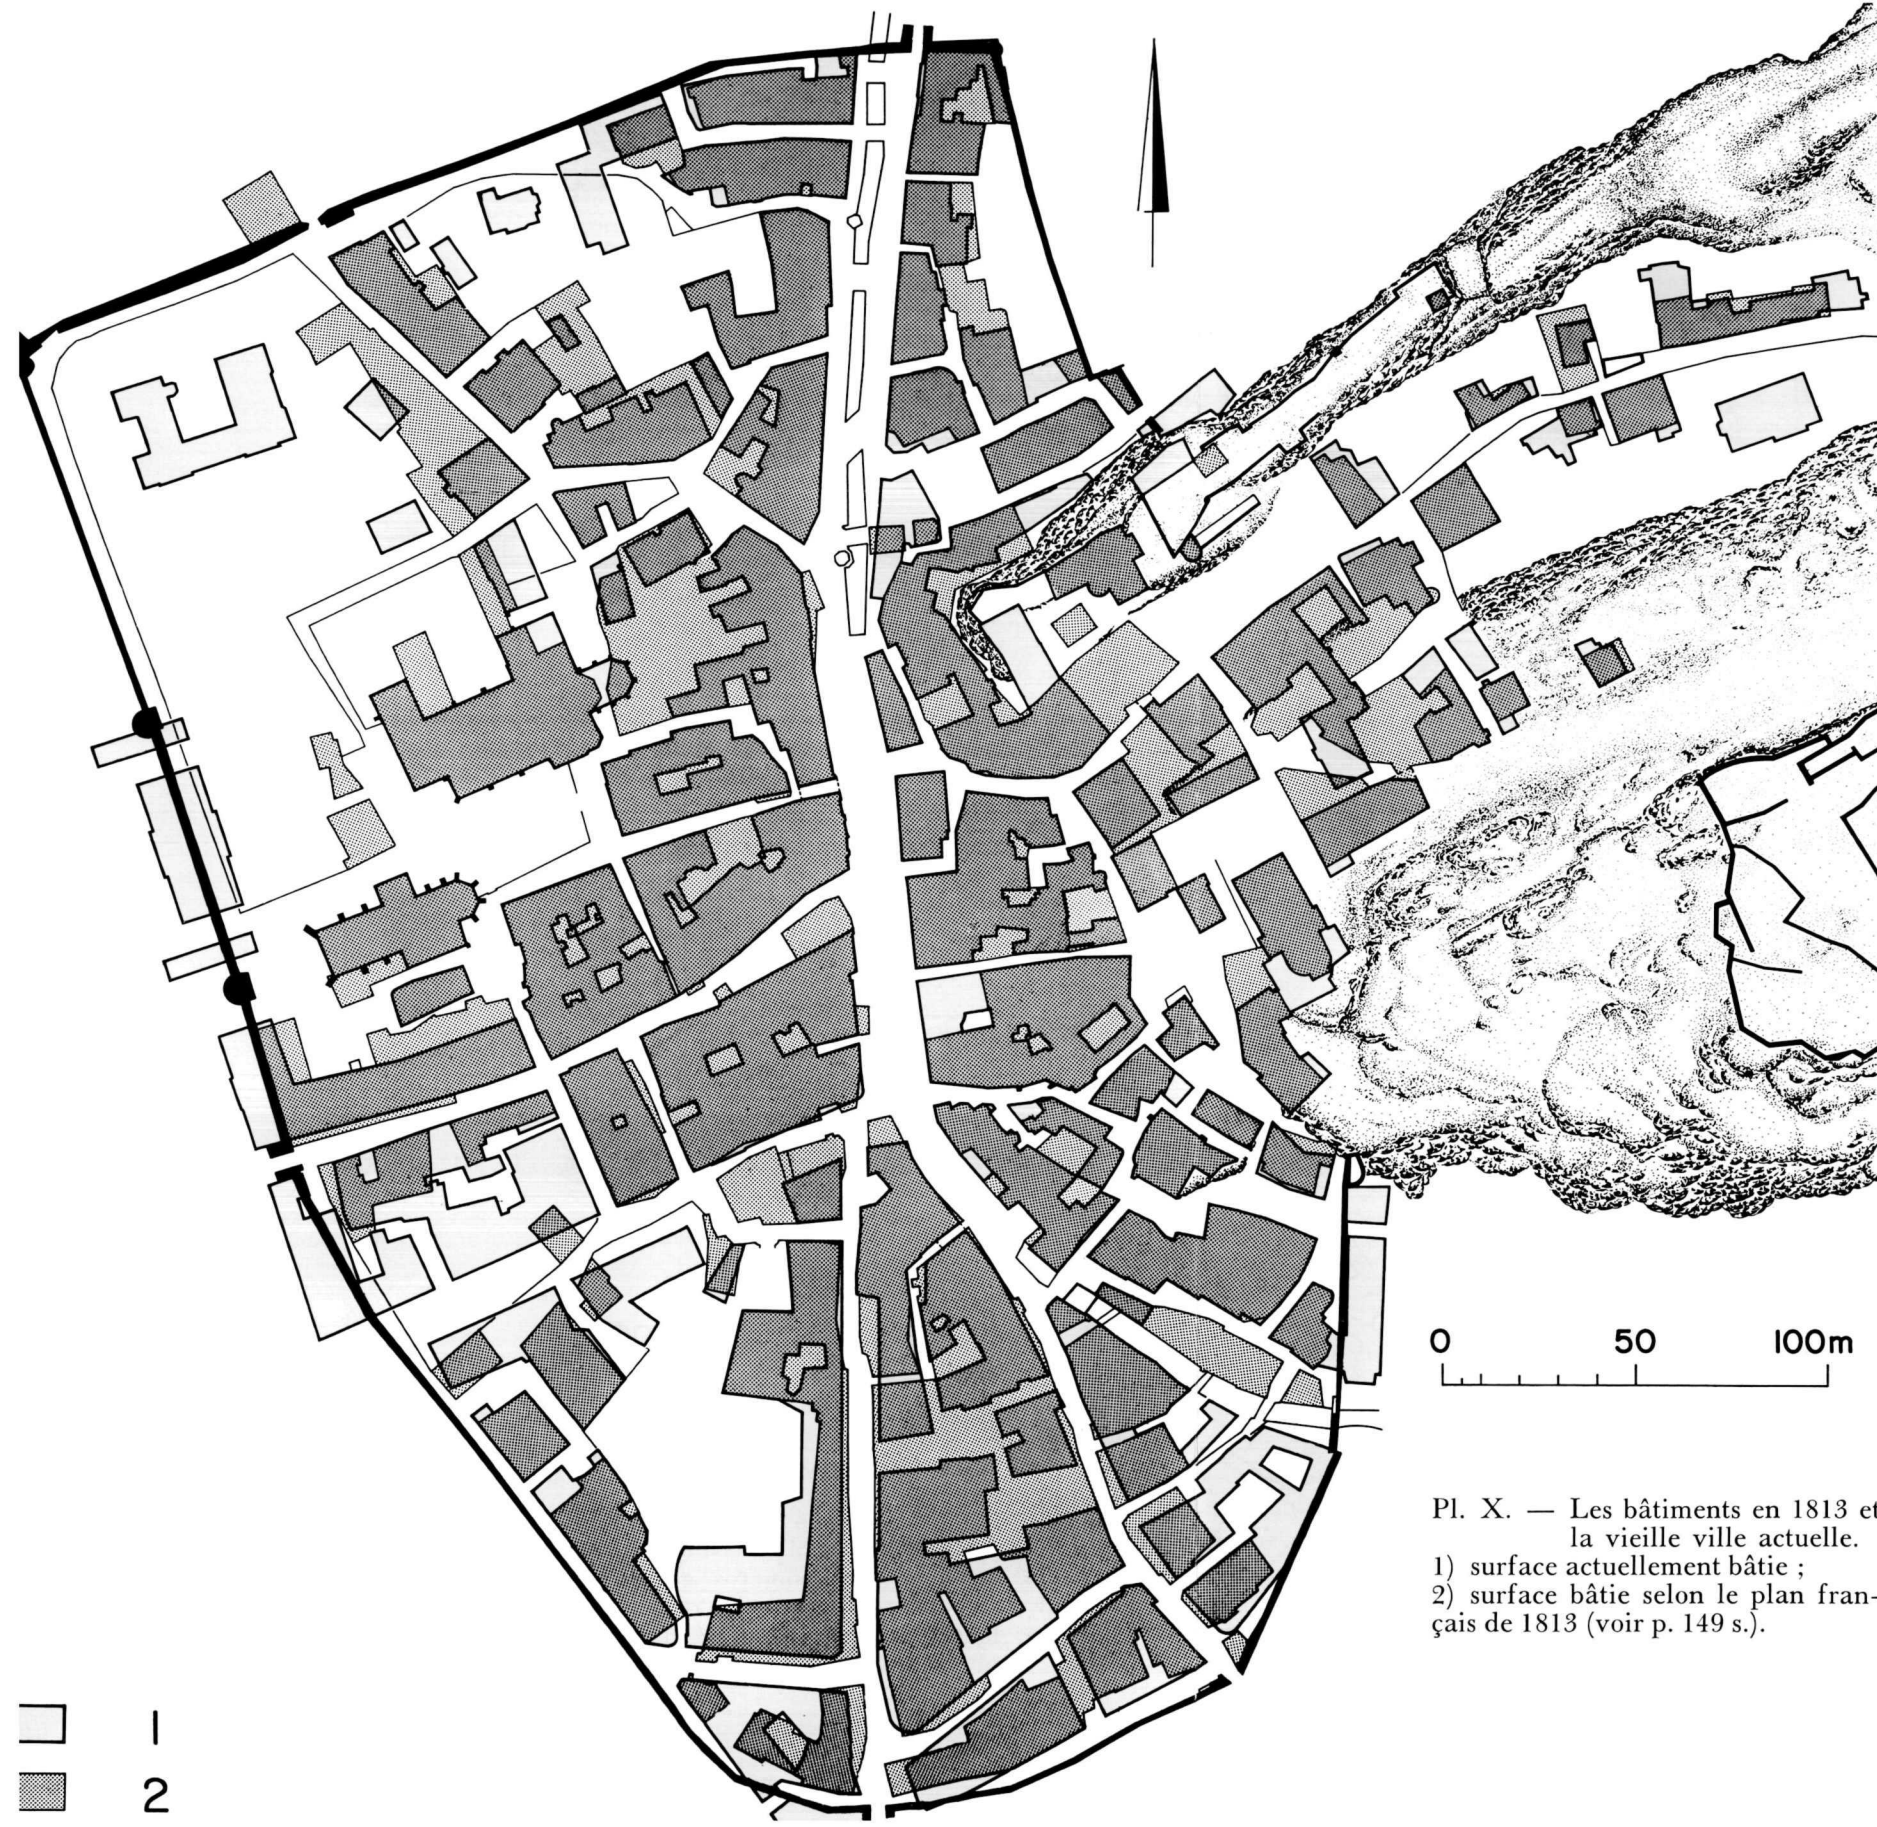 0 50 100m
Pl. X. — Les bâtiments en 1813 et
la vieille ville actuelle.
1) surface actuellement bâtie ;
2) surface bâtie selon le plan fran-
çais de 1813 (voir p. 149 s.).
1
2